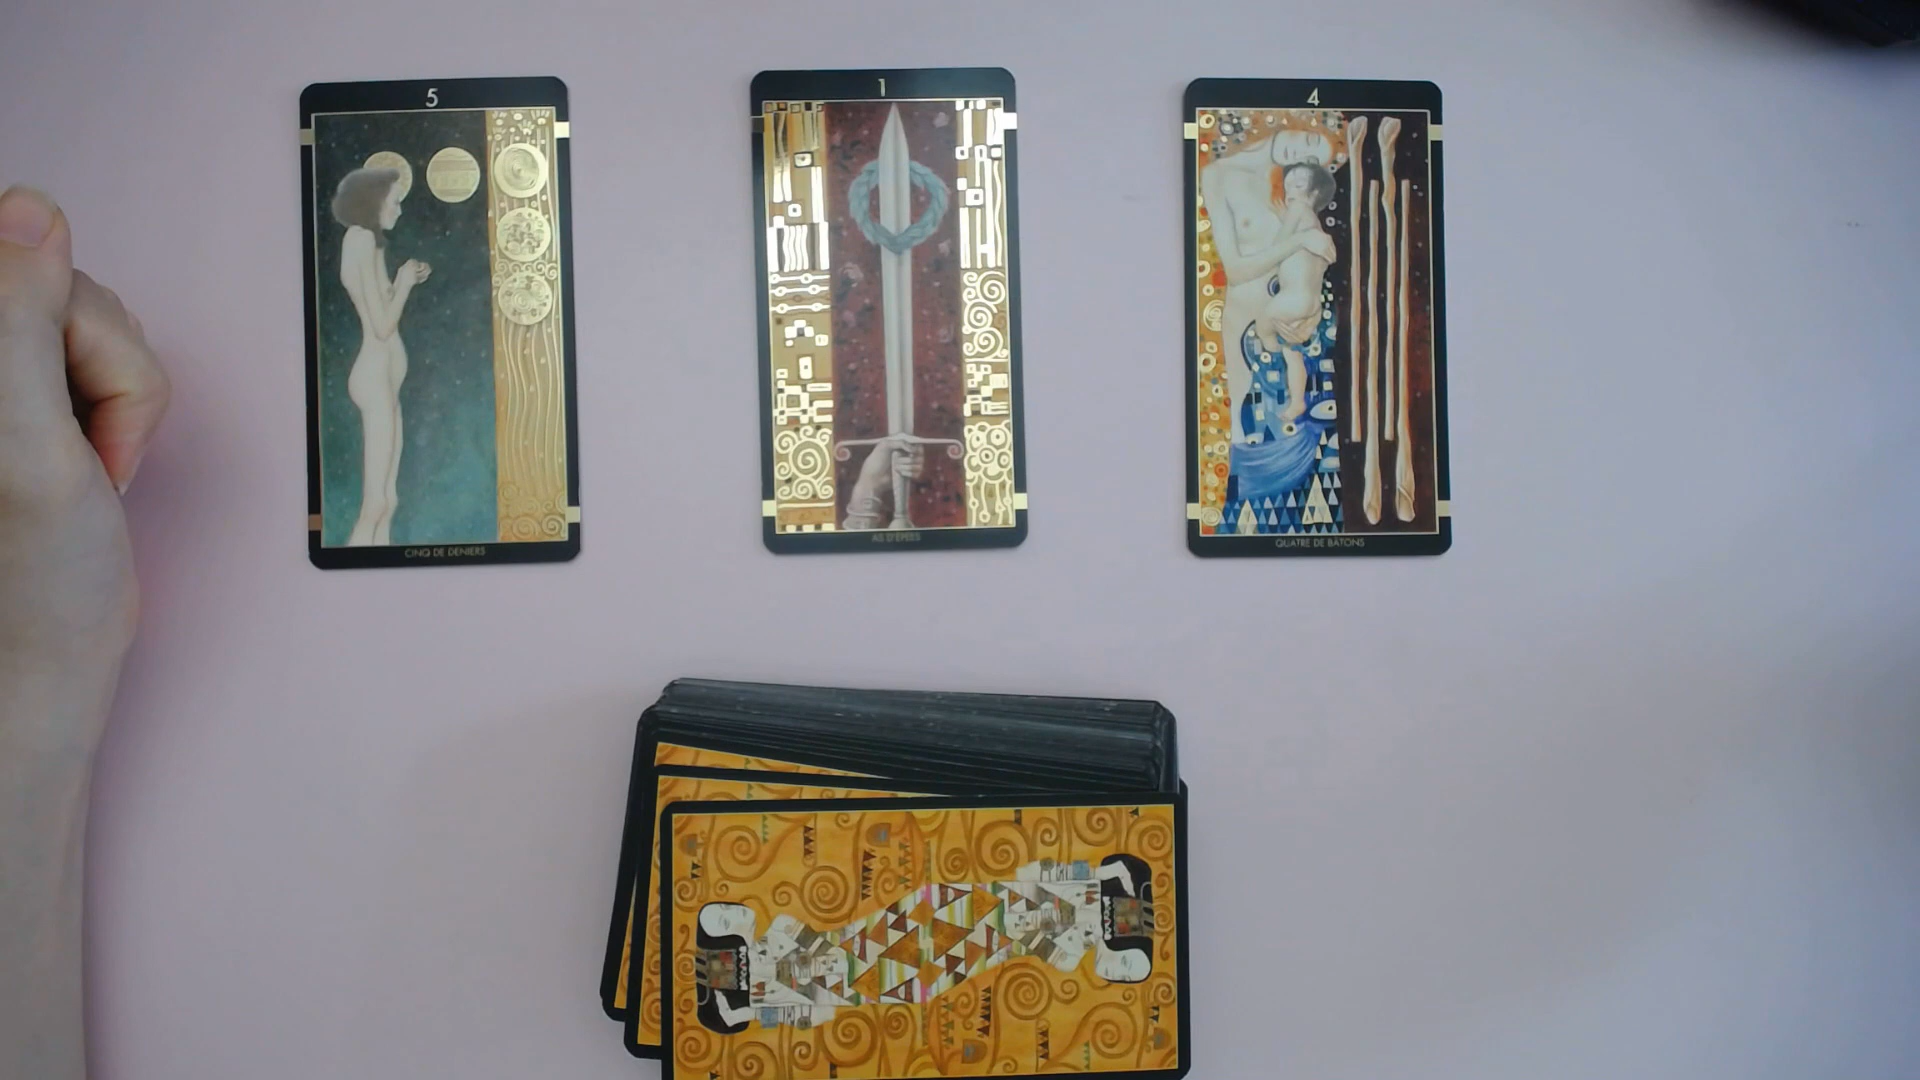 5
CINQ DE DENIERS
1
AS D'ÉPÉES
4
QUATRE DE BÂTONS